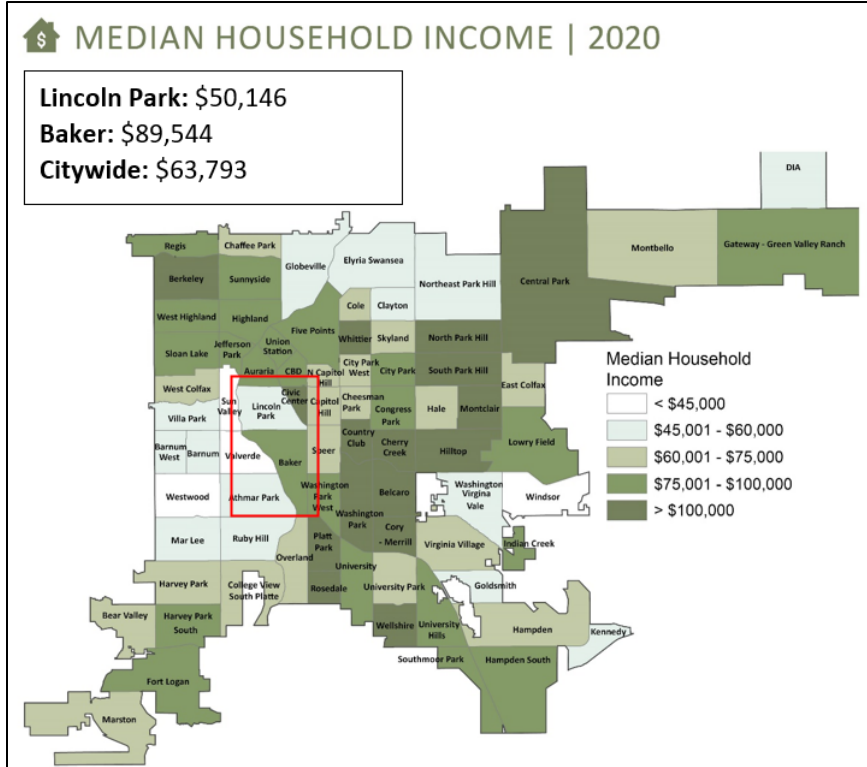 $ MEDIAN HOUSEHOLD INCOME | 2020
Lincoln Park: $50,146
Baker: $89,544
Citywide: $63,793
DIA
Regis
Chaffee Park
Globeville
Elyria Swansea
Montbello
Gateway - Green Valley Ranch
Berkeley
Sunnyside
Northeast Park Hill
Central Park
West Highland
Highland
Five Points
Cole
Clayton
Sloan Lake
Jefferson
Park
Union
Station
Whittier
Skyland
North Park Hill
Auraria
CBD
N Capitol
Hill
City Park
West
City Park
South Park Hill
West Colfax
Sun
Valley
Lincoln
Park
Civic
Center
Capitol
Hill
Cheesman
Park
Congress
Park
Hale
Montclair
East Colfax
Villa Park
Barnum
West
Barnum
Valverde
Baker
Speer
Country
Club
Cherry
Creek
Hilltop
Lowry Field
Westwood
Athmar Park
Washington
Park
West
Washington
Park
Belcaro
Washington
Virgina
Vale
Windsor
Mar Lee
Ruby Hill
Overland
Platt
Park
Cory
- Merrill
Virginia Village
Indian Creek
Harvey Park
College View
South Platte
Rosedale
University
University Park
Goldsmith
Bear Valley
Harvey Park
South
Wellshire
University
Hills
Hampden
Kennedy
Southmoor Park
Hampden South
Fort Logan
Marston
Median Household
Income
< $45,000
$45,001 - $60,000
$60,001 - $75,000
$75,001 - $100,000
> $100,000